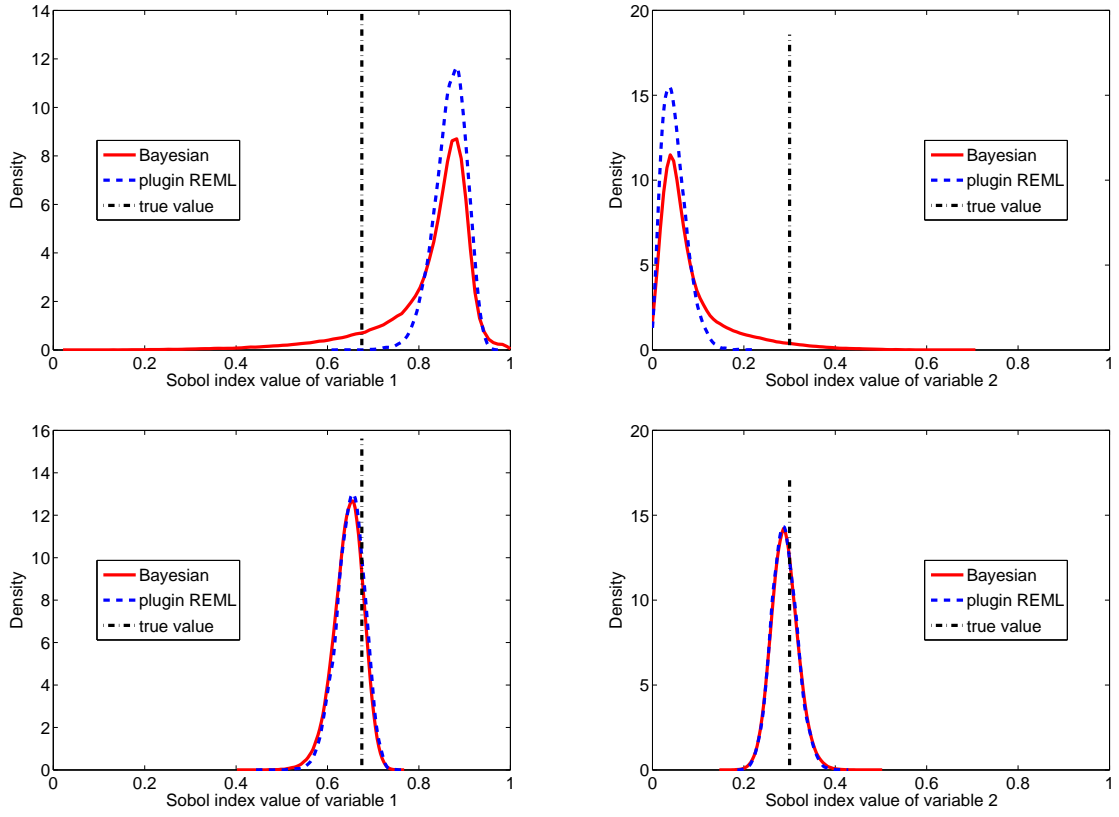 14
12
10
8
6
4
2
0
Density
Bayesian
plugin REML
true value
0 0.2 0.4 0.6 0.8 1
Sobol index value of variable 1
20
15
10
5
0
Density
Bayesian
plugin REML
true value
0 0.2 0.4 0.6 0.8 1
Sobol index value of variable 2
16
14
12
10
8
6
4
2
0
Density
Bayesian
plugin REML
true value
0 0.2 0.4 0.6 0.8 1
Sobol index value of variable 1
20
15
10
5
0
Density
Bayesian
plugin REML
true value
0 0.2 0.4 0.6 0.8 1
Sobol index value of variable 2